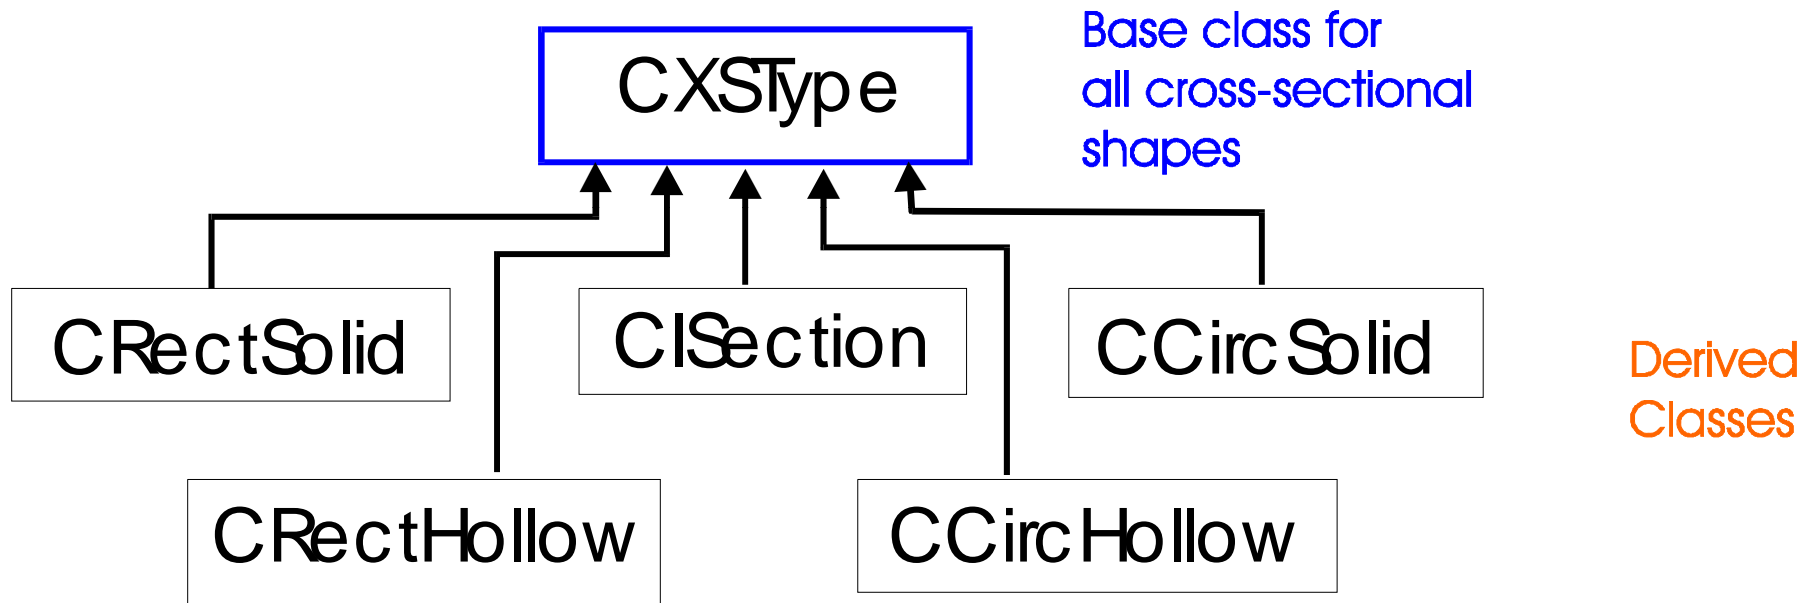 CXSType
Base class for
all cross-sectional
shapes
CRectSolid
CISection
CCircSolid
Derived
Classes
CRectHollow
CCircHollow